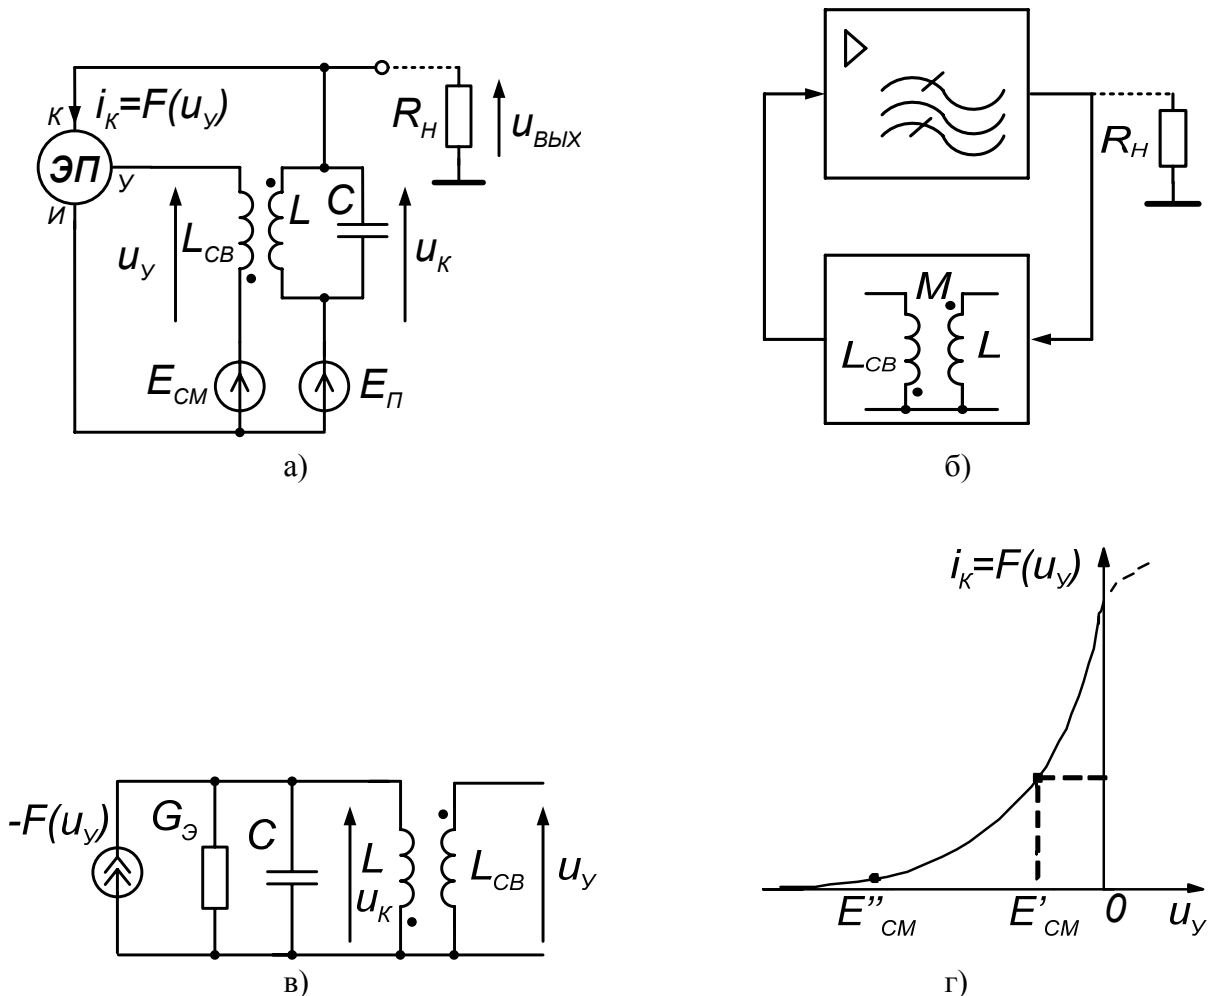 К
i_К=F(u_У)
ЭП
У
И
R_Н
u_ВЫХ
L_СВ
L
C
u_У
u_К
E_СМ
E_П
а)
R_Н
M
L_СВ
L
б)
-F(u_У)
G_Э
C
L
u_К
L_СВ
u_У
в)
i_К=F(u_У)
E''_СМ
E'_СМ
0
u_У
г)